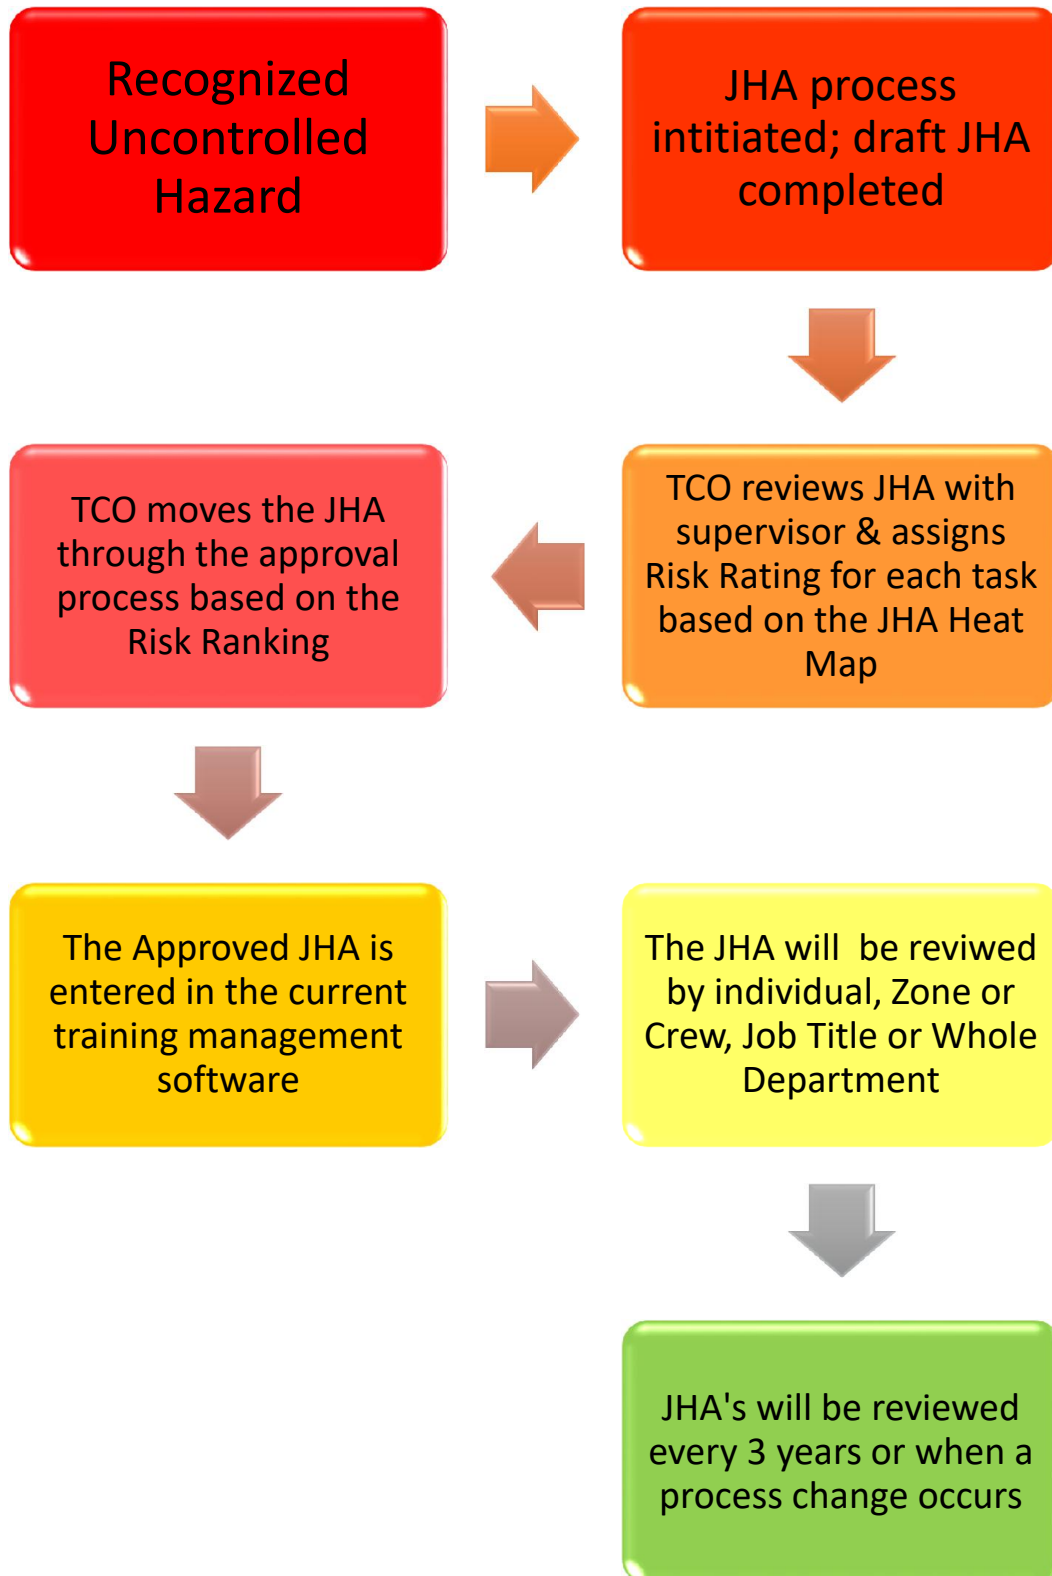 Recognized
Uncontrolled
Hazard
JHA process
intitiated; draft JHA
completed
TCO reviews JHA with
supervisor & assigns
Risk Rating for each task
based on the JHA Heat
Map
TCO moves the JHA
through the approval
process based on the
Risk Ranking
The Approved JHA is
entered in the current
training management
software
The JHA will  be reviwed
by individual, Zone or
Crew, Job Title or Whole
Department
JHA's will be reviewed
every 3 years or when a
process change occurs